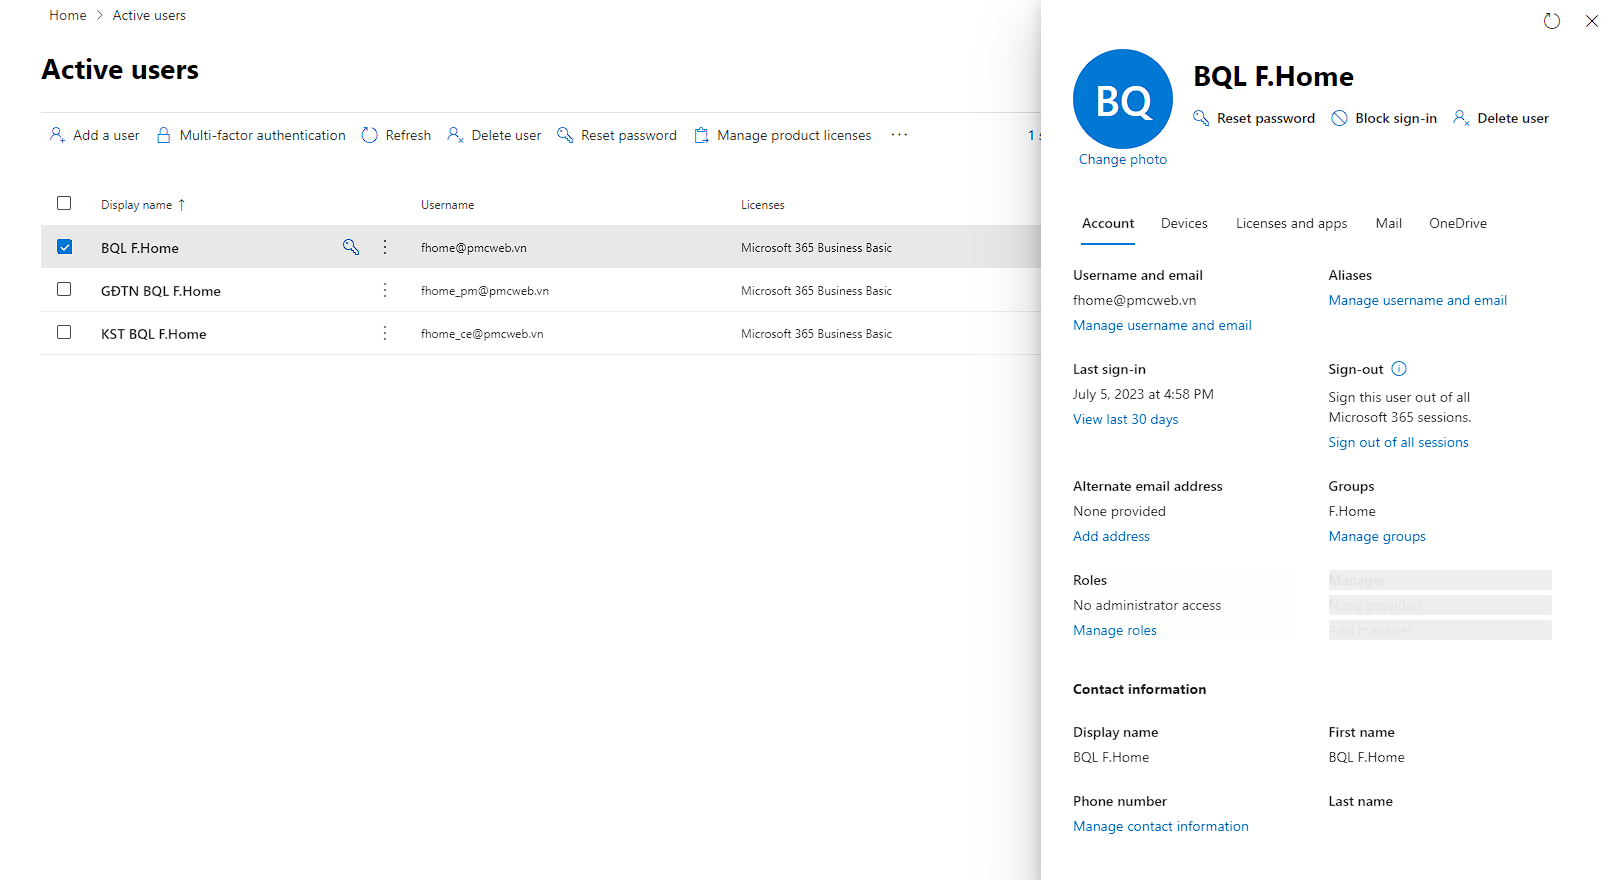 Home > Active users
Active users
Add a user Multi-factor authentication Refresh Delete user Reset password Manage product licenses ··· 1
Display name ↑ Username Licenses
BQL F.Home fhome@pmcweb.vn Microsoft 365 Business Basic
GĐTN BQL F.Home fhome_pm@pmcweb.vn Microsoft 365 Business Basic
KST BQL F.Home fhome_ce@pmcweb.vn Microsoft 365 Business Basic
BQ
Change photo
BQL F.Home
Reset password Block sign-in Delete user
Account Devices Licenses and apps Mail OneDrive
Username and email
fhome@pmcweb.vn
Manage username and email
Aliases
Manage username and email
Last sign-in
July 5, 2023 at 4:58 PM
View last 30 days
Sign-out
Sign this user out of all
Microsoft 365 sessions.
Sign out of all sessions
Alternate email address
None provided
Add address
Groups
F.Home
Manage groups
Roles
No administrator access
Manage roles
Manager
None provided
Add manager
Contact information
Display name
BQL F.Home
First name
BQL F.Home
Phone number
Manage contact information
Last name